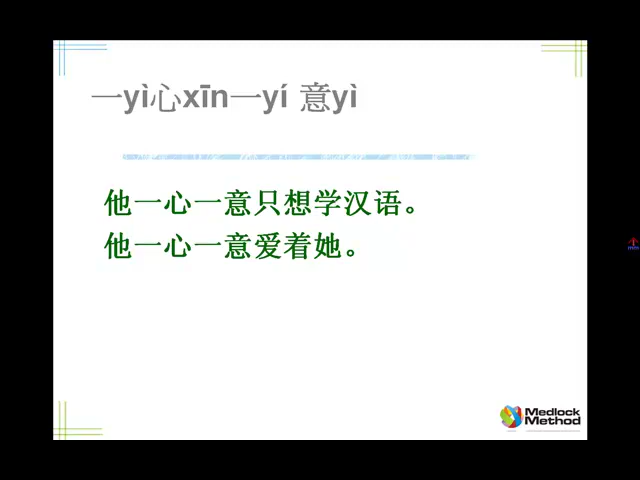 一yì心xīn一yí 意yì
他一心一意只想学汉语。
他一心一意爱着她。
Medlock
Method